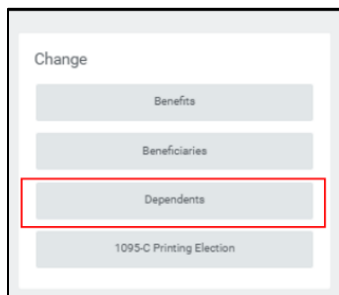 Change
Benefits
Beneficiaries
Dependents
1095-C Printing Election